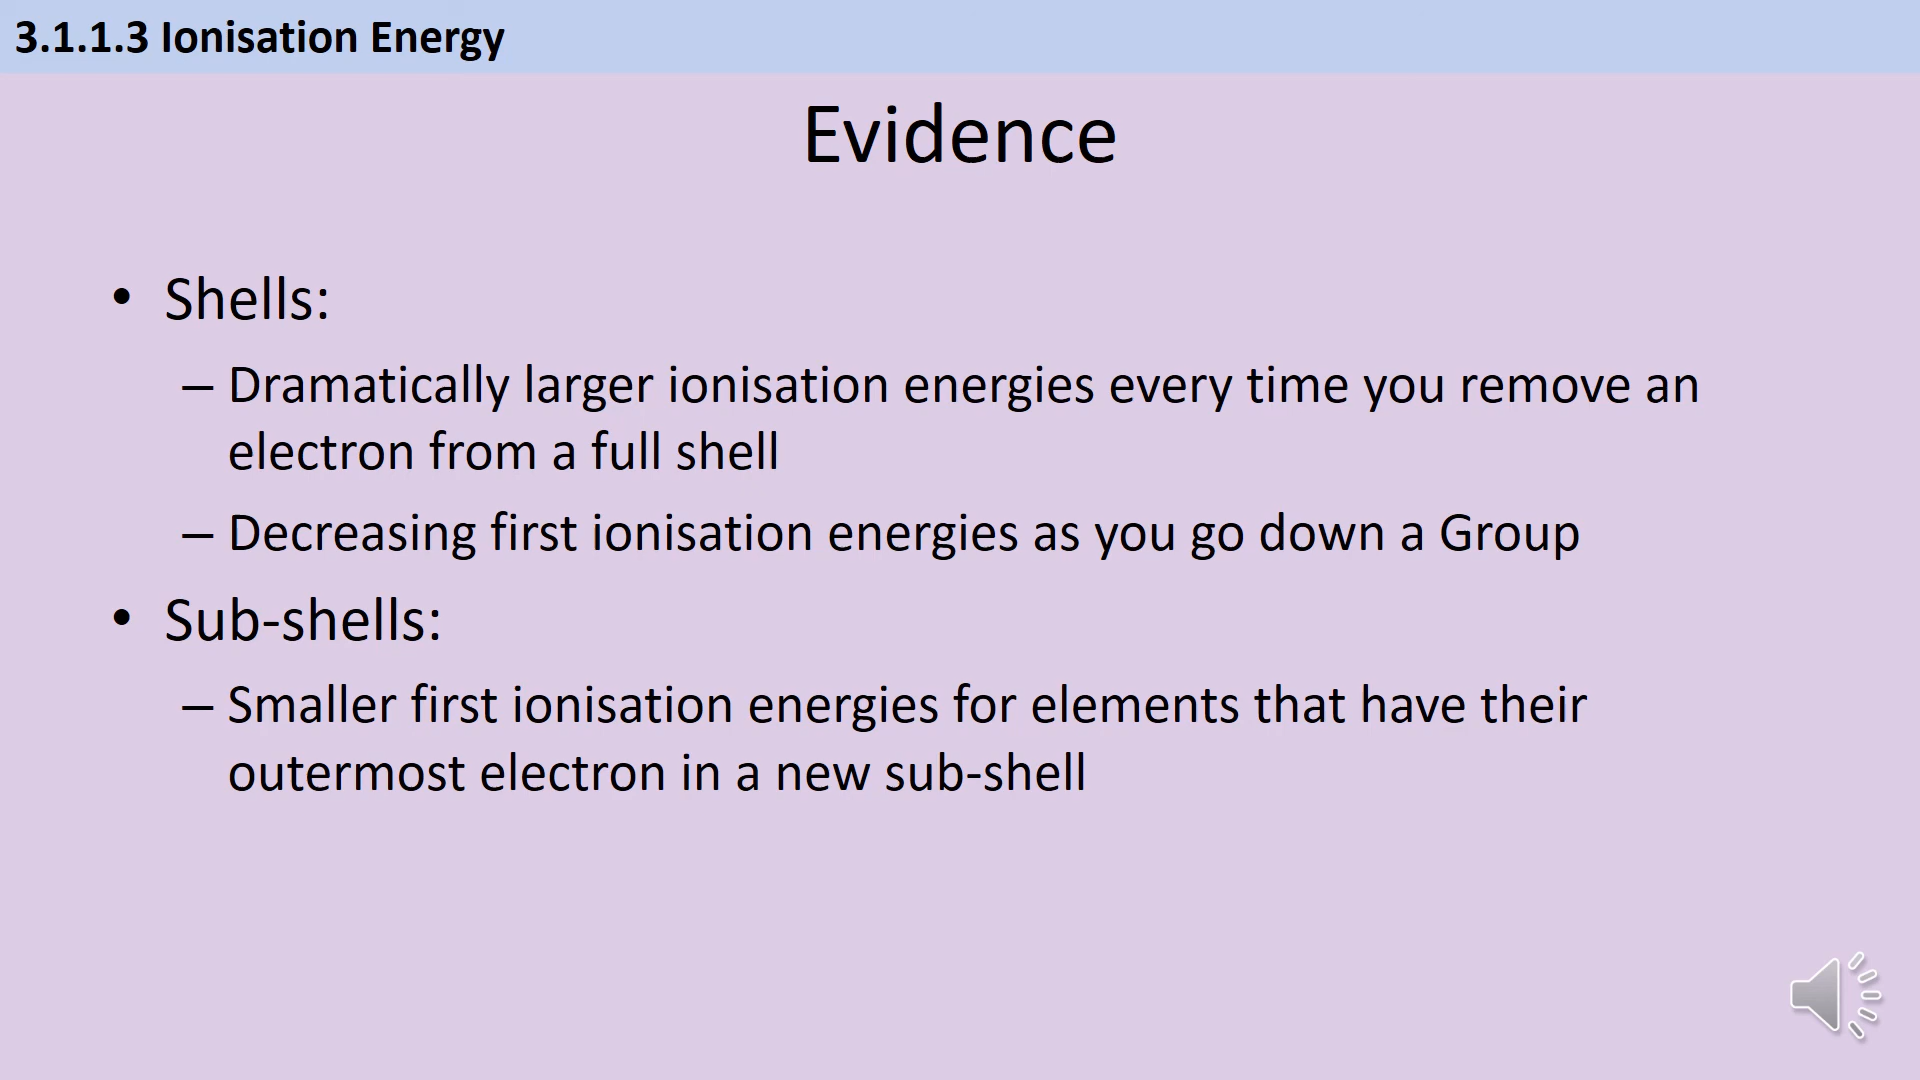 3.1.1.3 Ionisation Energy
Evidence
• Shells:
– Dramatically larger ionisation energies every time you remove an
electron from a full shell
– Decreasing first ionisation energies as you go down a Group
• Sub-shells:
– Smaller first ionisation energies for elements that have their
outermost electron in a new sub-shell